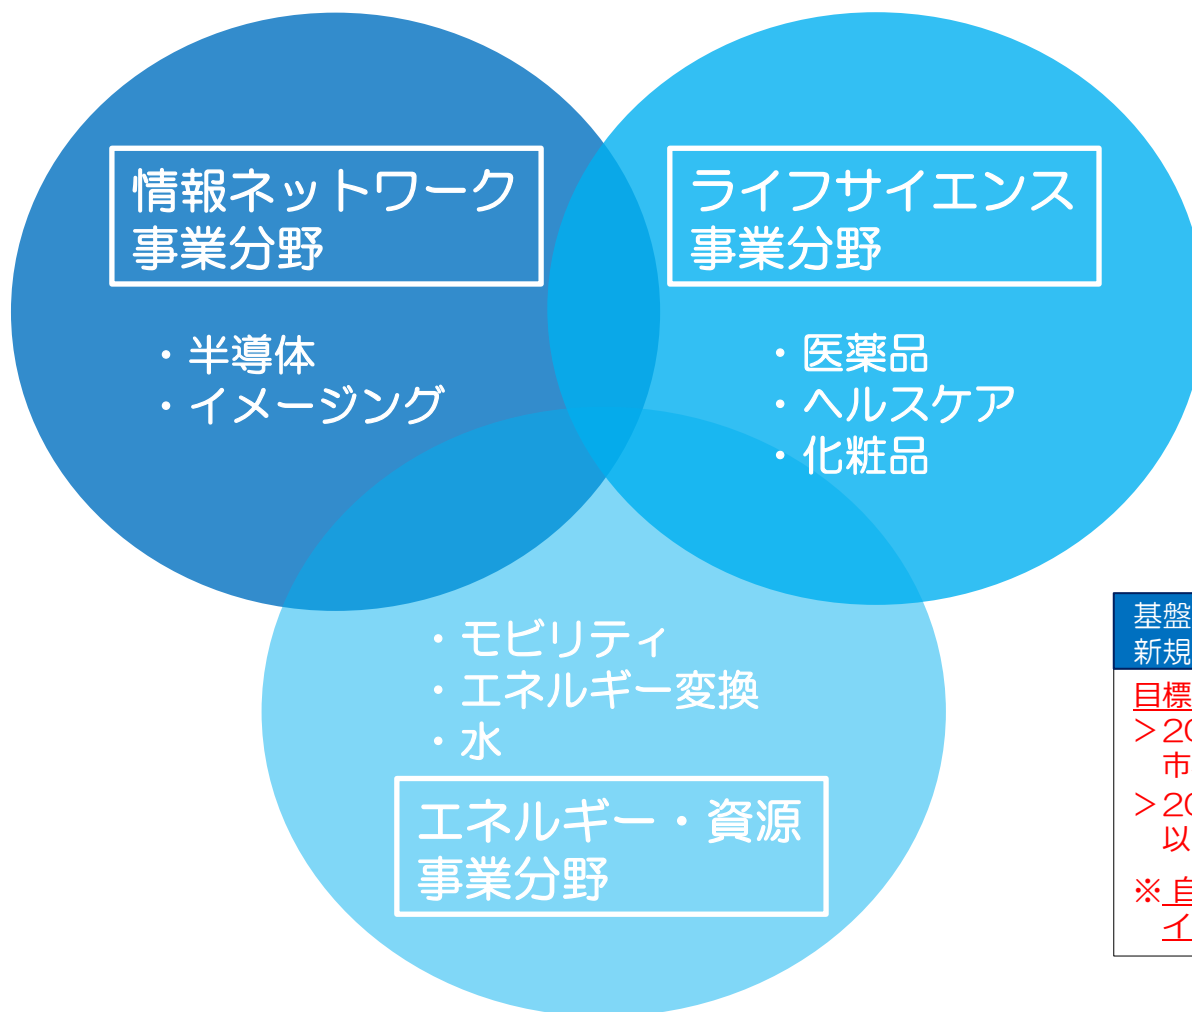 情報ネットワーク
事業分野
・半導体
・イメージング
ライフサイエンス
事業分野
・医薬品
・ヘルスケア
・化粧品
・モビリティ
・エネルギー変換
・水
エネルギー・資源
事業分野
基盤
新規
目標
＞20
市
＞20
以
※自
イ